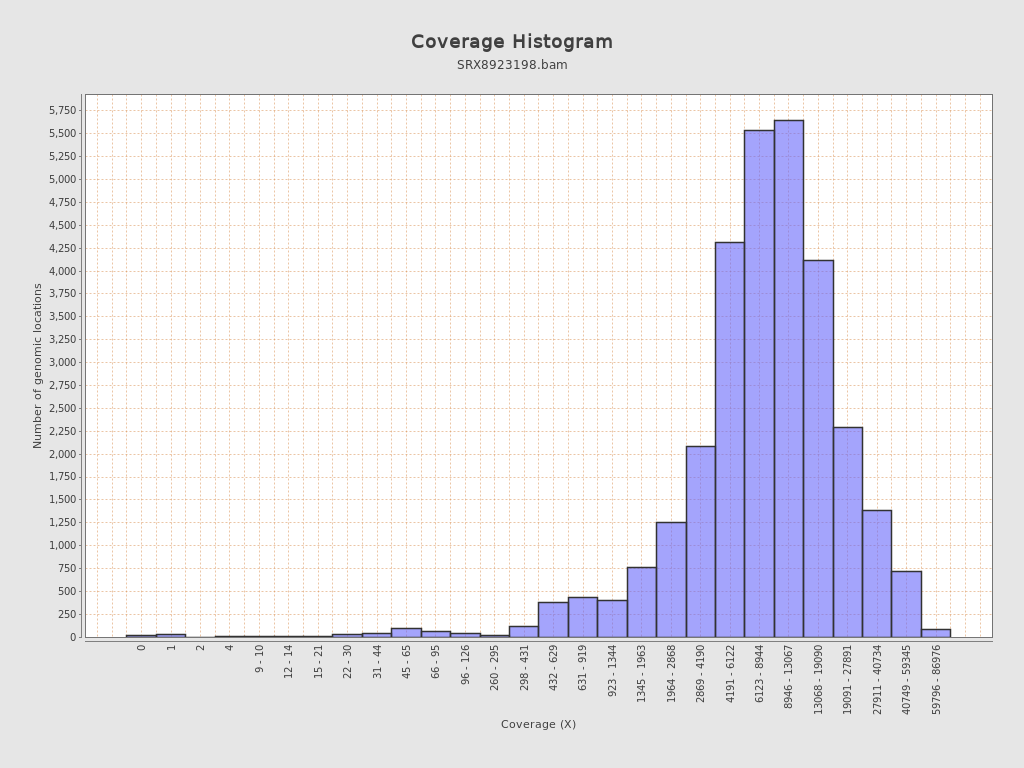 Coverage Histogram
SRX8923198.bam
Number of genomic locations
5,750
5,500
5,250
5,000
4,750
4,500
4,250
4,000
3,750
3,500
3,250
3,000
2,750
2,500
2,250
2,000
1,750
1,500
1,250
1,000
750
500
250
0
0
1
2
4
9 - 10
12 - 14
15 - 21
22 - 30
31 - 44
45 - 65
66 - 95
96 - 126
260 - 295
298 - 431
432 - 629
631 - 919
923 - 1344
1345 - 1963
1964 - 2868
2869 - 4190
4191 - 6122
6123 - 8944
8946 - 13067
13068 - 19090
19091 - 27891
27911 - 40734
40749 - 59345
59796 - 86976
Coverage (X)